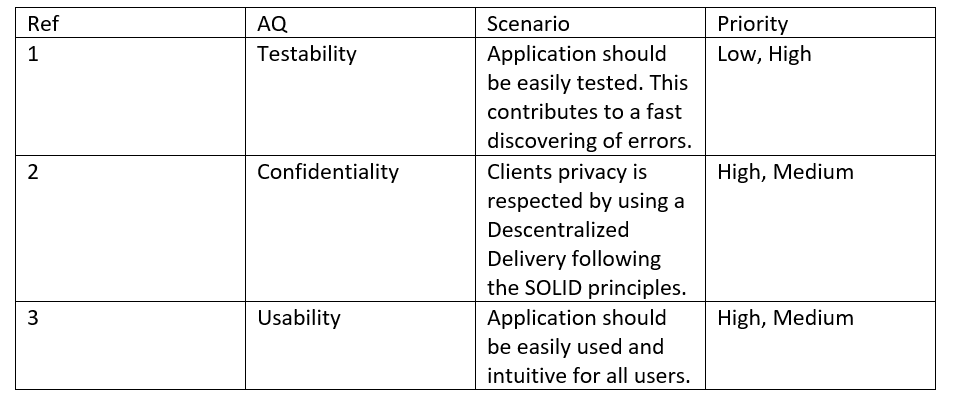 Ref AQ Scenario Priority
1 Testability Application should Low, High
be easily tested. This
contributes to a fast
discovering of errors.
2 Confidentiality Clients privacy is High, Medium
respected by using a
Descentralized
Delivery following
the SOLID principles.
3 Usability Application should High, Medium
be easily used and
intuitive for all users.